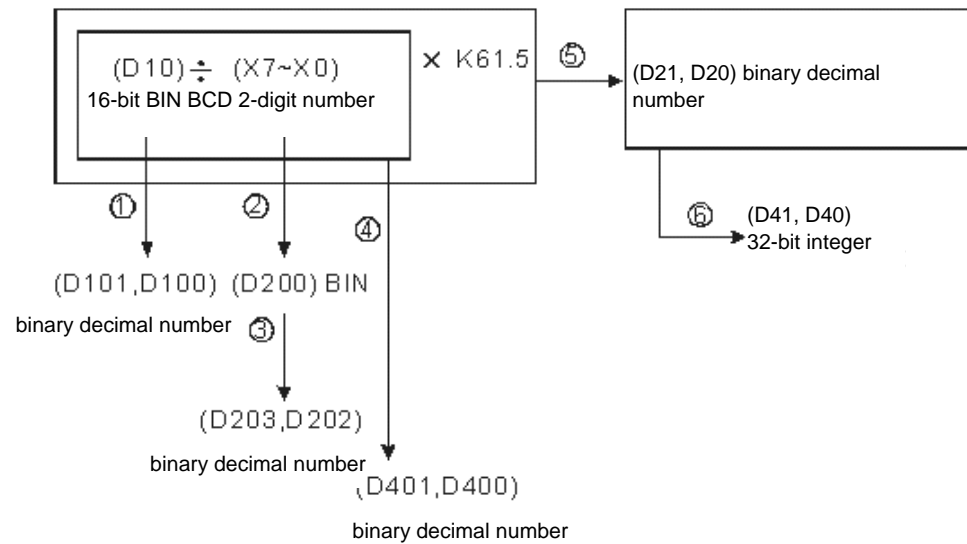 (D10) ÷ (X7~X0)
16-bit BIN BCD 2-digit number
× K61.5
⑤
(D21, D20) binary decimal
number
①
②
④
⑥
(D41, D40)
32-bit integer
(D101,D100)
(D200) BIN
binary decimal number
③
(D203,D202)
binary decimal number
(D401,D400)
binary decimal number